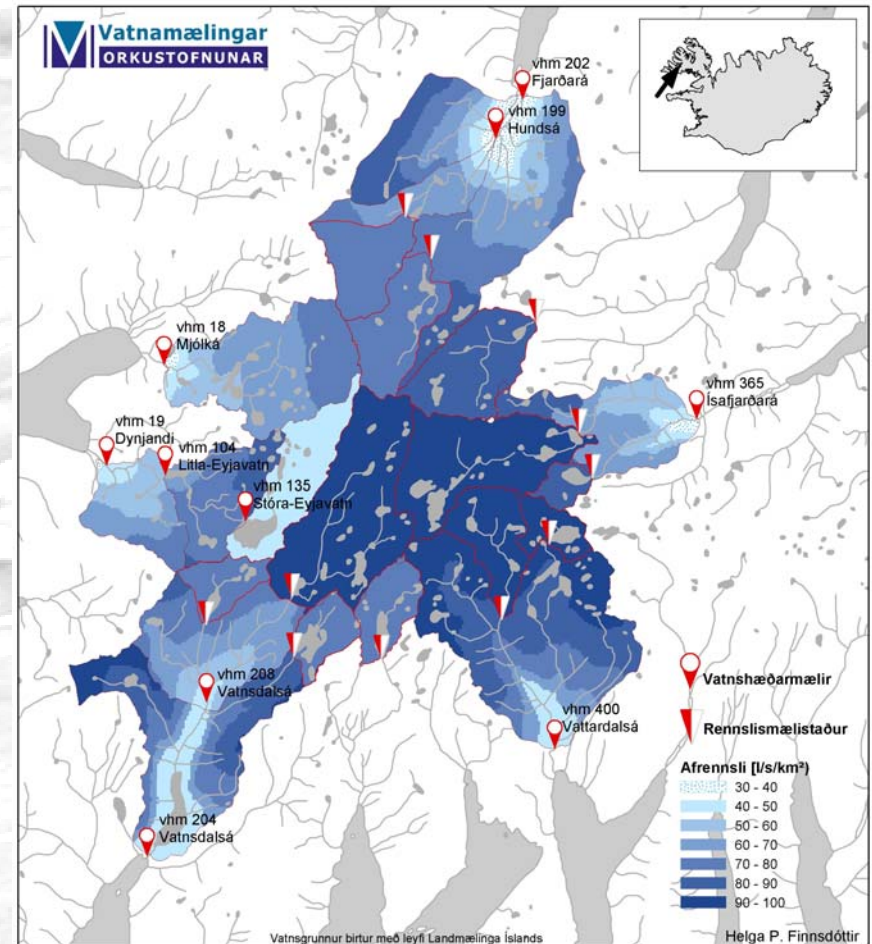 Vatnamælingar
ORKUSTOFNUNAR
vhm 202
Fjarðará
vhm 199
Hundsá
vhm 18
Mjólká
vhm 365
Ísafjarðará
vhm 19
Dynjandi
vhm 104
Litla-Eyjavatn
vhm 135
Stóra-Eyjavatn
vhm 208
Vatnsdalsá
vhm 400
Vattardalsá
vhm 204
Vatnsdalsá
Vatnshæðarmælir
Rennslismælistaður
Afrennsli [l/s/km²]
30 - 40
40 - 50
50 - 60
60 - 70
70 - 80
80 - 90
90 - 100
Vatnsgrunnur birtur með leyfi Landmælinga Íslands
Helga P. Finnsdóttir